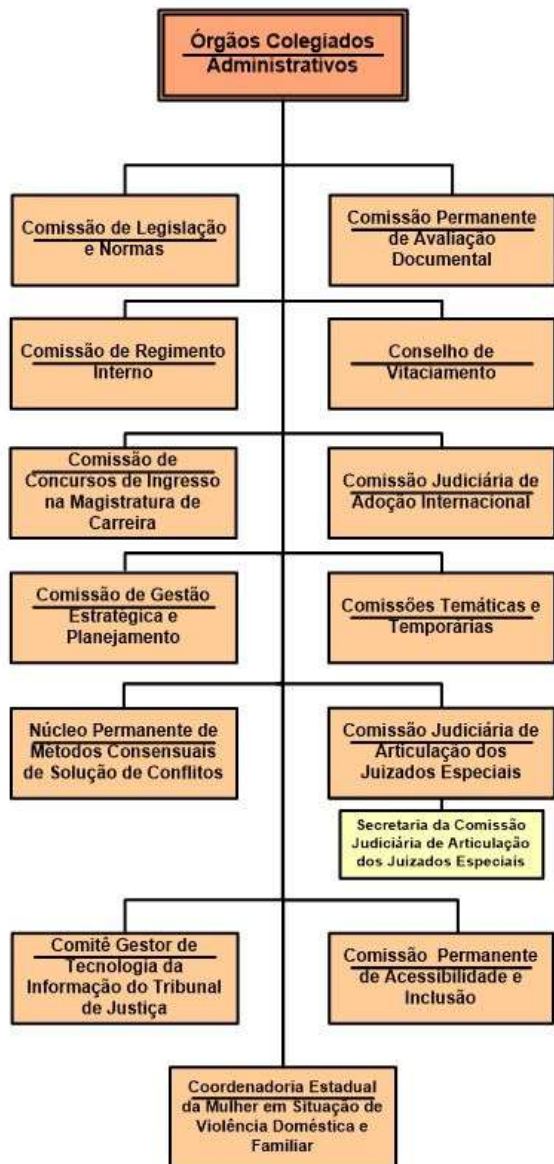 Órgãos Colegiados
Administrativos
Comissão de Legislação
e Normas
Comissão Permanente
de Avaliação
Documental
Comissão de Regimento
Interno
Conselho de
Vitaciamento
Comissão de
Concursos de Ingresso
na Magistratura de
Carreira
Comissão Judiciária de
Adoção Internacional
Comissão de Gestão
Estratégica e
Planejamento
Comissões Temáticas e
Temporárias
Núcleo Permanente de
Métodos Consensuais
de Solução de Conflitos
Comissão Judiciária de
Articulação dos
Juizados Especiais
Secretaria da Comissão
Judiciária de Articulação
dos Juizados Especiais
Comitê Gestor de
Tecnologia da
Informação do Tribunal
de Justiça
Comissão Permanente
de Acessibilidade e
Inclusão
Coordenadoria Estadual
da Mulher em Situação de
Violência Doméstica e
Familiar